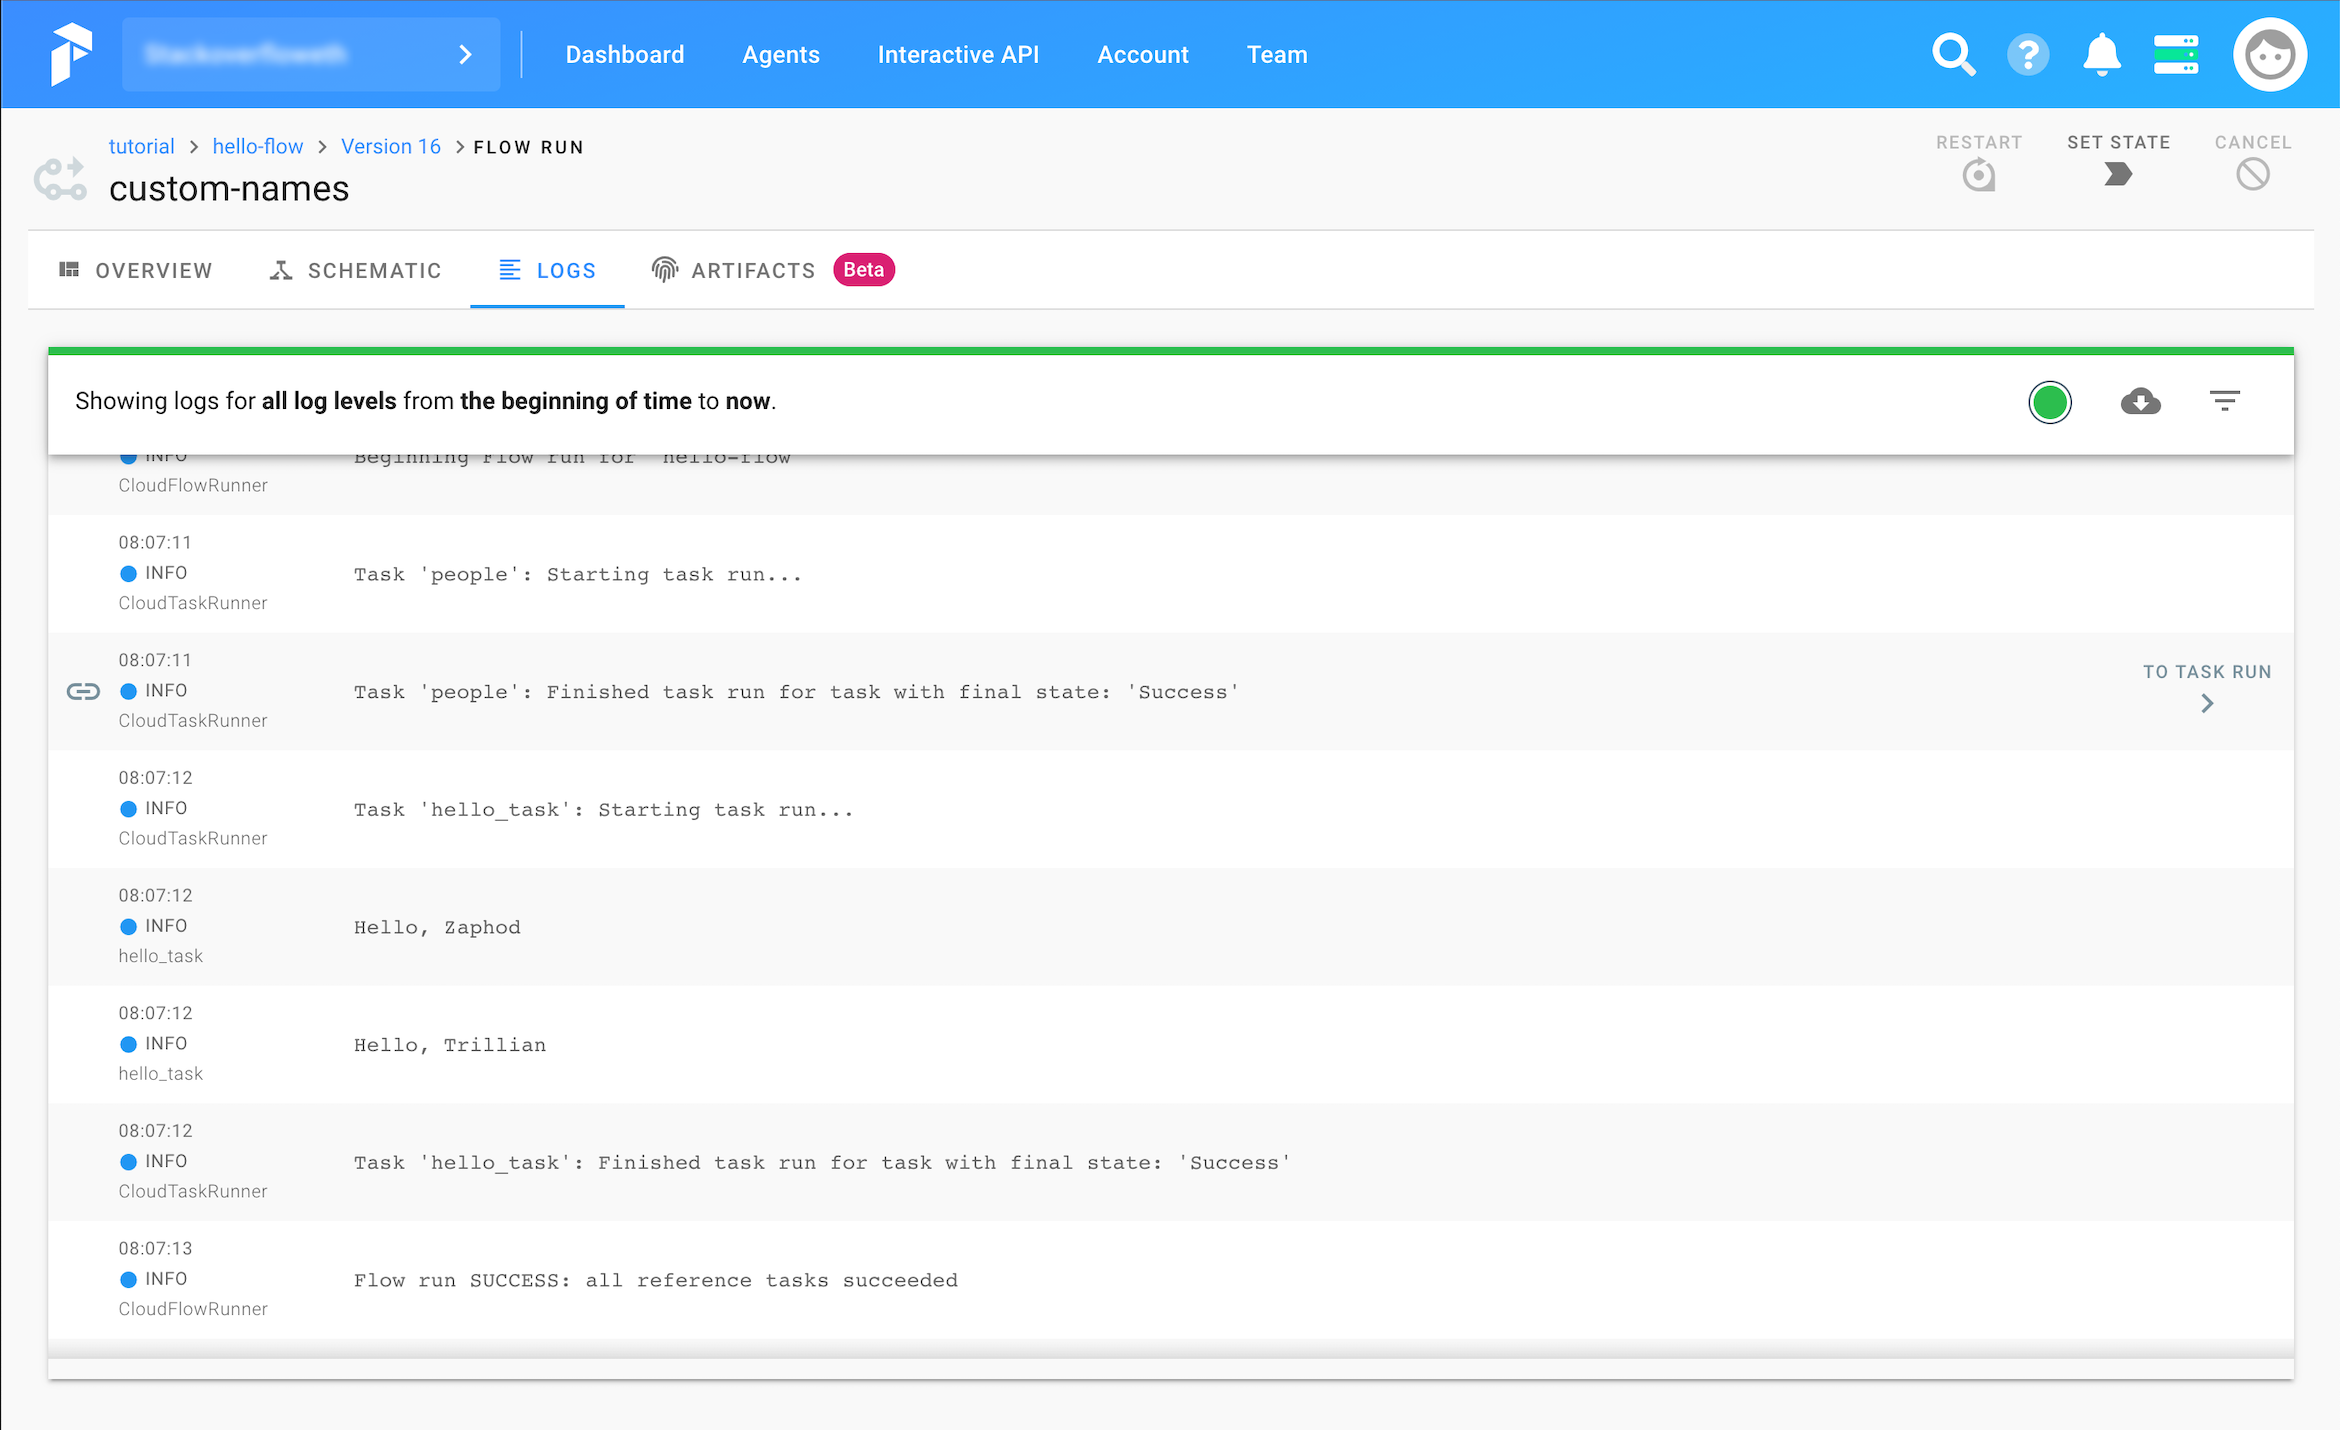 Dashboard Agents Interactive API Account Team
tutorial > hello-flow > Version 16 > FLOW RUN
custom-names
RESTART SET STATE CANCEL
OVERVIEW SCHEMATIC LOGS ARTIFACTS Beta
Showing logs for all log levels from the beginning of time to now.
INFO Beginning Flow run for hello-flow
CloudFlowRunner
08:07:11
INFO Task 'people': Starting task run...
CloudTaskRunner
08:07:11
INFO Task 'people': Finished task run for task with final state: 'Success'
CloudTaskRunner
TO TASK RUN
08:07:12
INFO Task 'hello_task': Starting task run...
CloudTaskRunner
08:07:12
INFO Hello, Zaphod
hello_task
08:07:12
INFO Hello, Trillian
hello_task
08:07:12
INFO Task 'hello_task': Finished task run for task with final state: 'Success'
CloudTaskRunner
08:07:13
INFO Flow run SUCCESS: all reference tasks succeeded
CloudFlowRunner